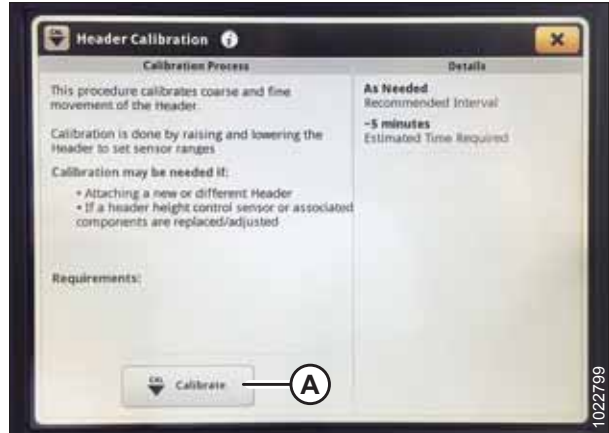 Header Calibration i
Calibration Process
Details
This procedure calibrates coarse and fine
movement of the Header.
Calibration is done by raising and lowering the
Header to set sensor ranges
Calibration may be needed if:
• Attaching a new or different Header
• If a header height control sensor or associated
components are replaced/adjusted
Requirements:
As Needed
Recommended Interval
~5 minutes
Estimated Time Required
CAL
Calibrate
A
1022799